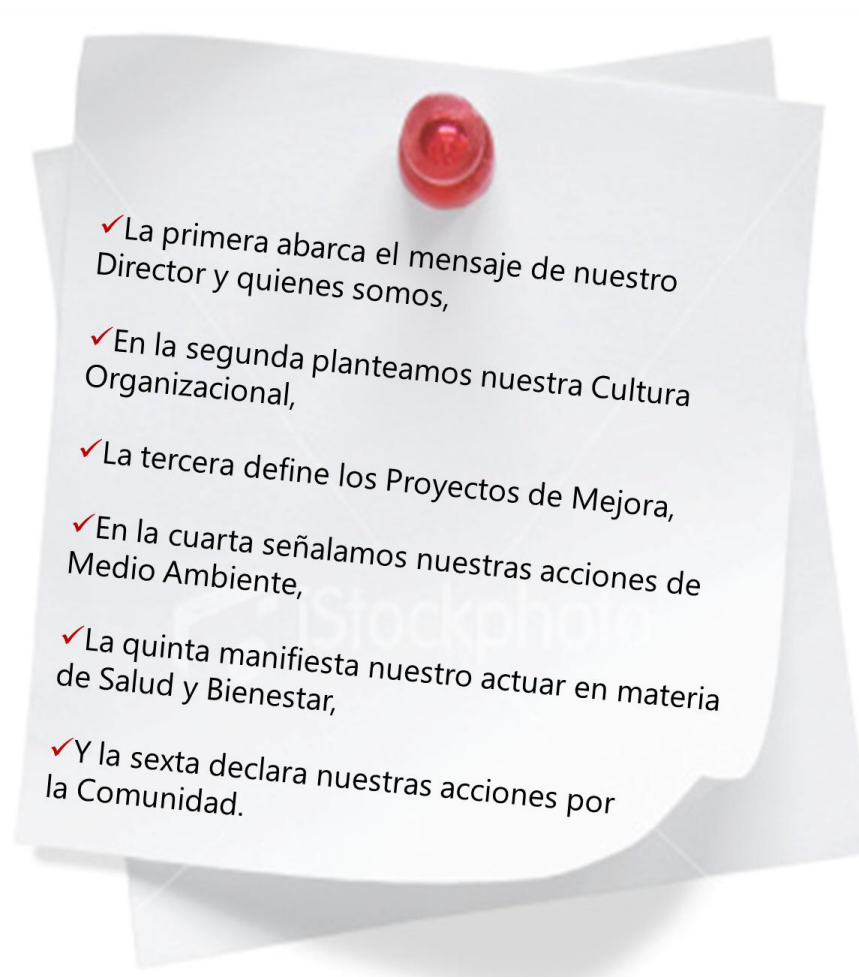 ✓La primera abarca el mensaje de nuestro
Director y quienes somos,
✓En la segunda planteamos nuestra Cultura
Organizacional,
✓La tercera define los Proyectos de Mejora,
✓En la cuarta señalamos nuestras acciones de
Medio Ambiente,
✓La quinta manifiesta nuestro actuar en materia
de Salud y Bienestar,
✓Y la sexta declara nuestras acciones por
la Comunidad.
iStockphoto